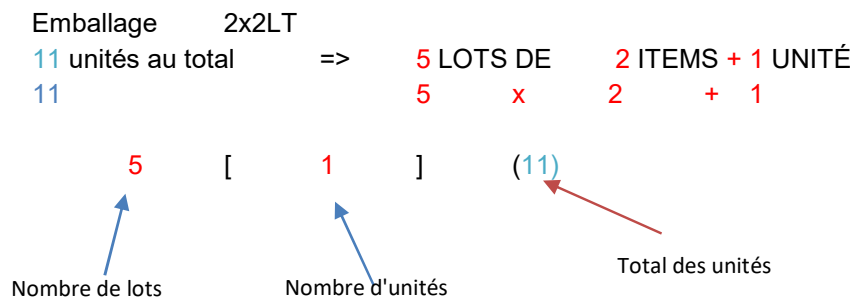 Emballage 2x2LT
11 unités au total => 5 LOTS DE 2 ITEMS + 1 UNITÉ
11 5 x 2 + 1
5 [ 1 ] (11)
Nombre de lots Nombre d'unités Total des unités